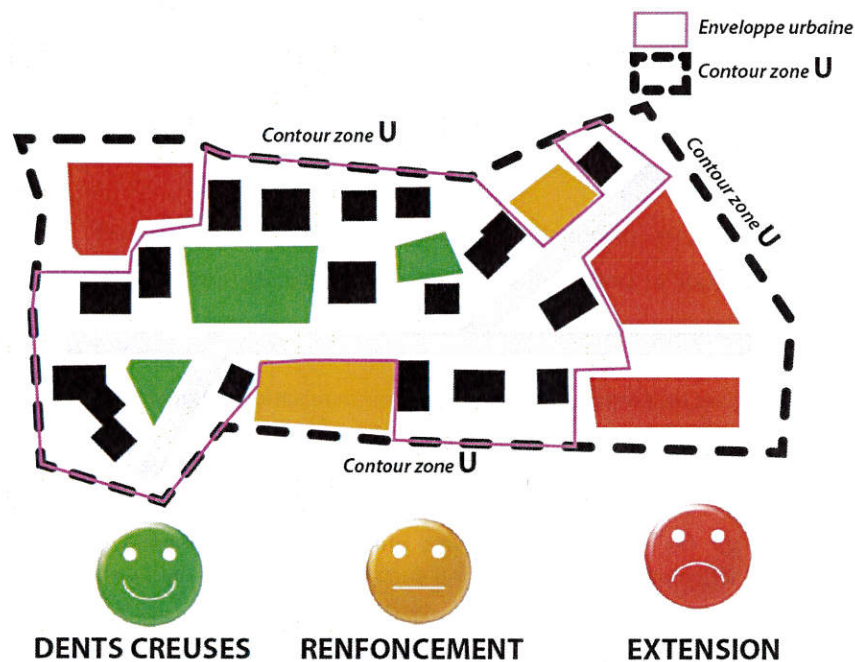 Enveloppe urbaine
Contour zone U
Contour zone U
Contour zone U
Contour zone U
DENTS CREUSES
RENFONCEMENT
EXTENSION